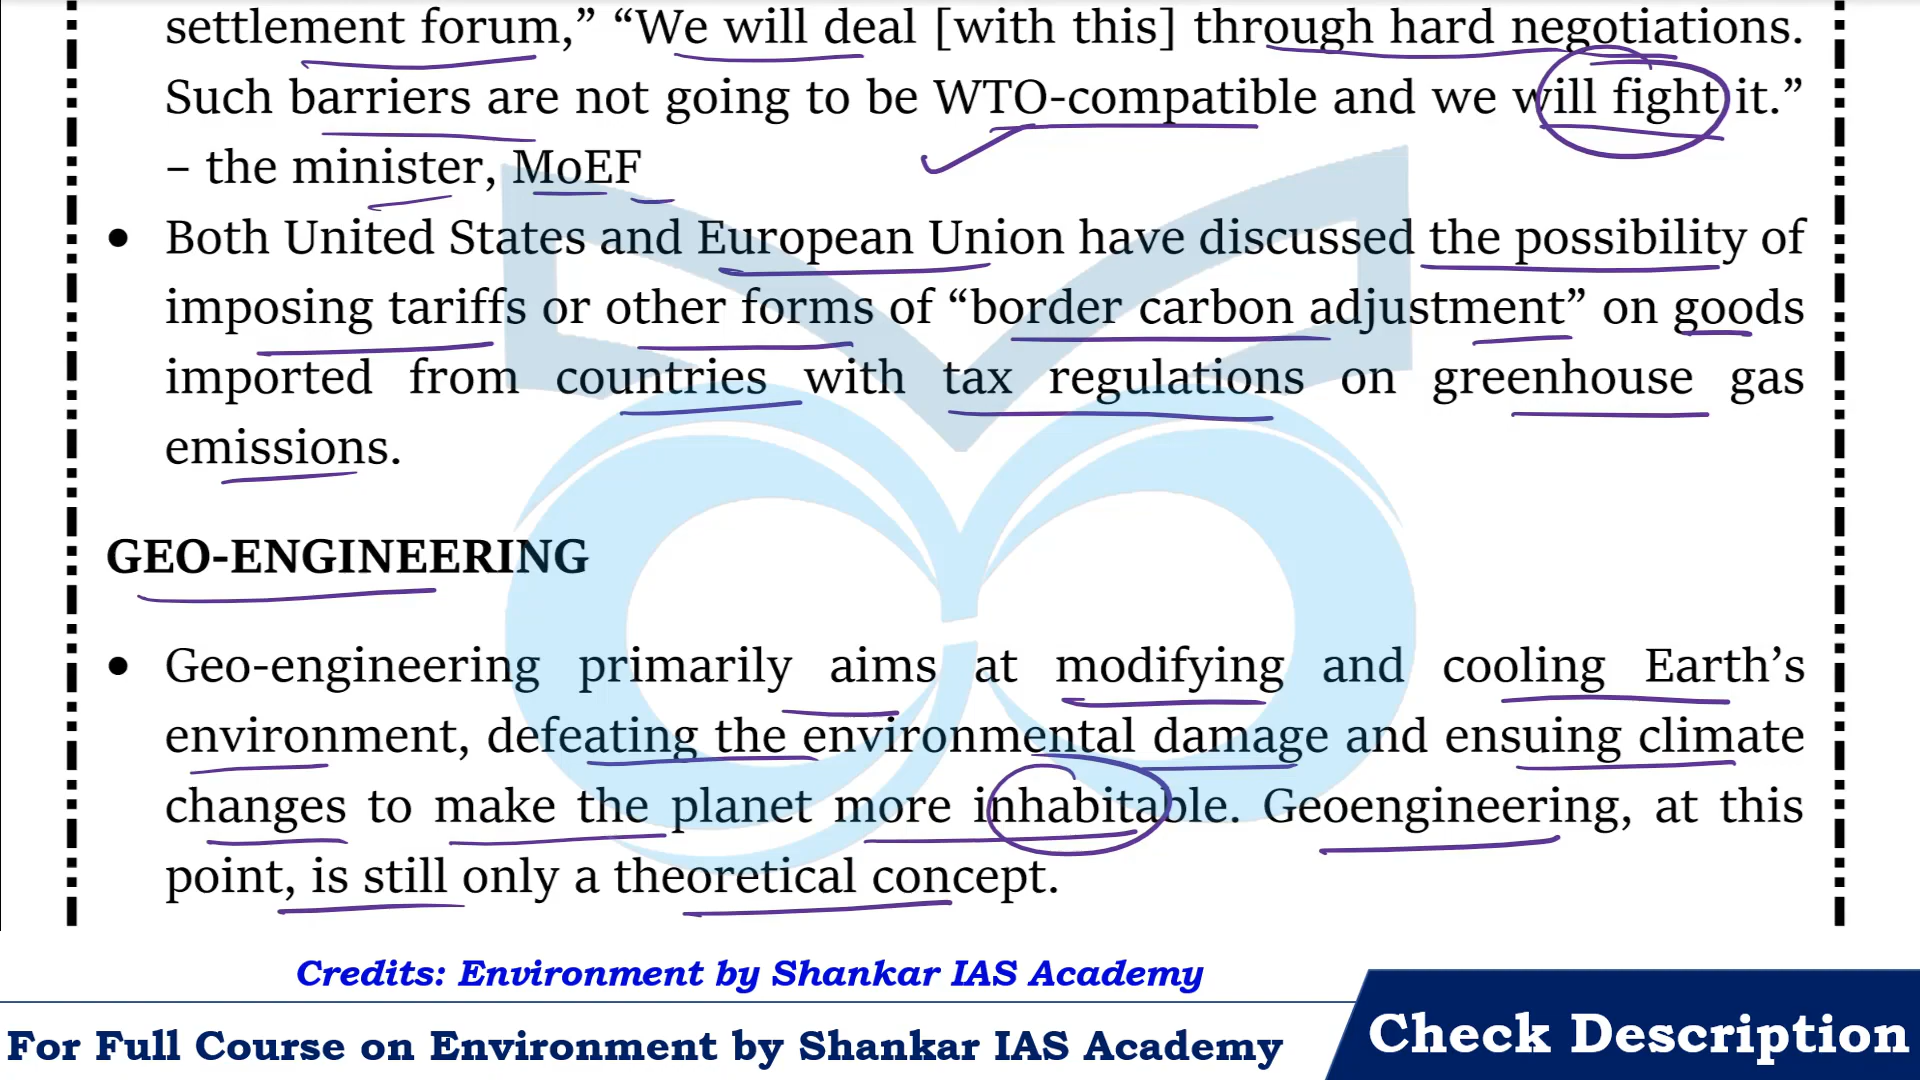 settlement forum,” “We will deal [with this] through hard negotiations.
Such barriers are not going to be WTO-compatible and we will fight it.”
– the minister, MoEF
• Both United States and European Union have discussed the possibility of
imposing tariffs or other forms of “border carbon adjustment” on goods
imported from countries with tax regulations on greenhouse gas
emissions.
GEO-ENGINEERING
• Geo-engineering primarily aims at modifying and cooling Earth’s
environment, defeating the environmental damage and ensuing climate
changes to make the planet more inhabitable. Geoengineering, at this
point, is still only a theoretical concept.
Credits: Environment by Shankar IAS Academy
For Full Course on Environment by Shankar IAS Academy
Check Description